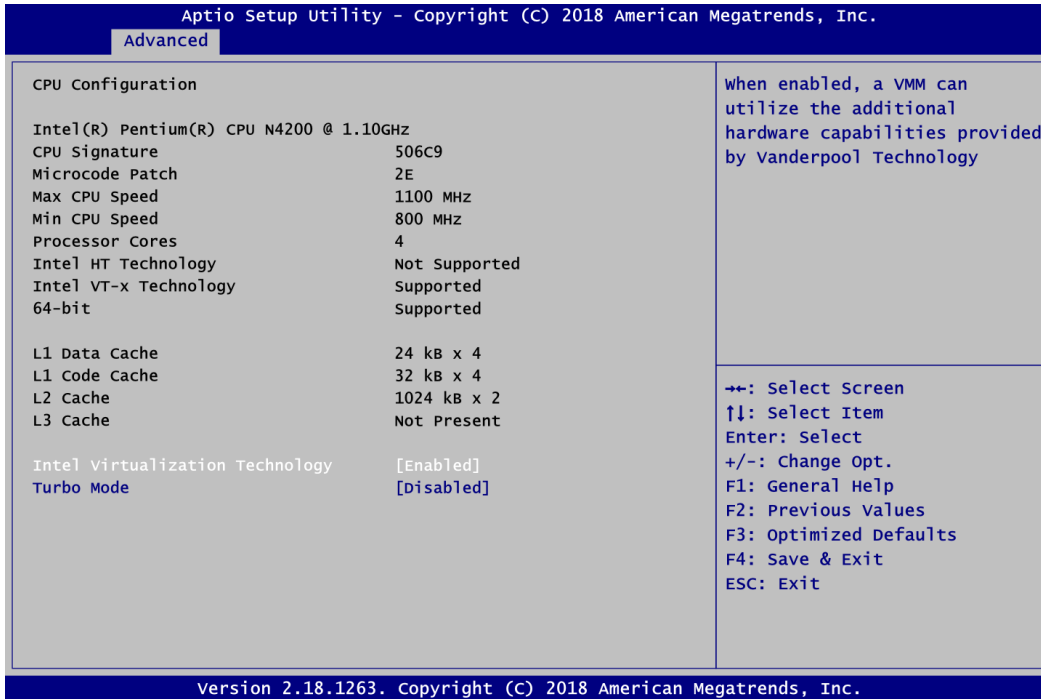 Aptio Setup Utility - Copyright (C) 2018 American Megatrends, Inc.
Advanced
CPU Configuration
Intel(R) Pentium(R) CPU N4200 @ 1.10GHz
CPU Signature 506C9
Microcode Patch 2E
Max CPU Speed 1100 MHz
Min CPU Speed 800 MHz
Processor Cores 4
Intel HT Technology Not Supported
Intel VT-x Technology Supported
64-bit Supported
L1 Data Cache 24 kB x 4
L1 Code Cache 32 kB x 4
L2 Cache 1024 kB x 2
L3 Cache Not Present
Intel Virtualization Technology [Enabled]
Turbo Mode [Disabled]
When enabled, a VMM can
utilize the additional
hardware capabilities provided
by Vanderpool Technology
→←: Select Screen
↑↓: Select Item
Enter: Select
+/-: Change Opt.
F1: General Help
F2: Previous Values
F3: Optimized Defaults
F4: Save & Exit
ESC: Exit
Version 2.18.1263. Copyright (C) 2018 American Megatrends, Inc.